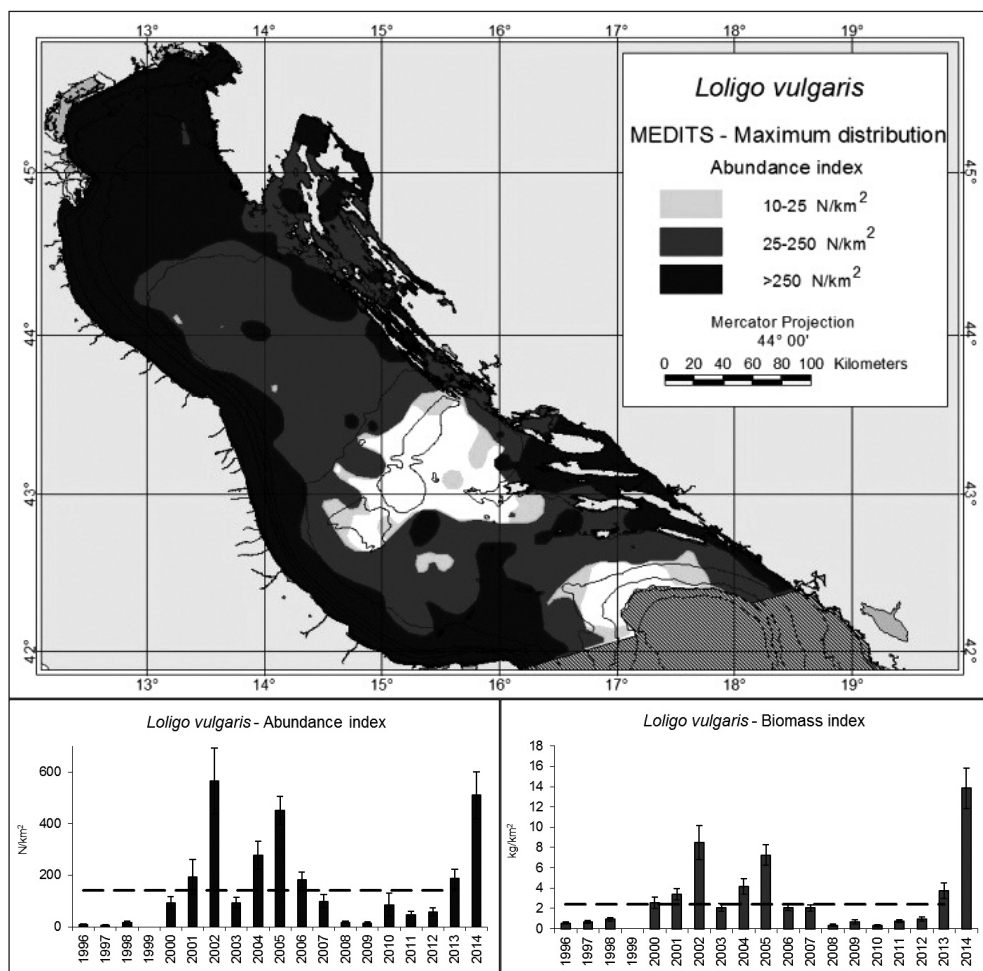 13° 14° 15° 16° 17° 18° 19°
Loligo vulgaris
MEDITS - Maximum distribution
Abundance index
10-25 N/km²
25-250 N/km²
>250 N/km²
Mercator Projection
44° 00'
0 20 40 60 80 100 Kilometers
45° 45°
44° 44°
43° 43°
42° 42°
13° 14° 15° 16° 17° 18° 19°
Loligo vulgaris - Abundance index
N/km²
600
400
200
0
1996 1997 1998 1999 2000 2001 2002 2003 2004 2005 2006 2007 2008 2009 2010 2011 2012 2013 2014
Loligo vulgaris - Biomass index
kg/km²
18
16
14
12
10
8
6
4
2
0
1996 1997 1998 1999 2000 2001 2002 2003 2004 2005 2006 2007 2008 2009 2010 2011 2012 2013 2014